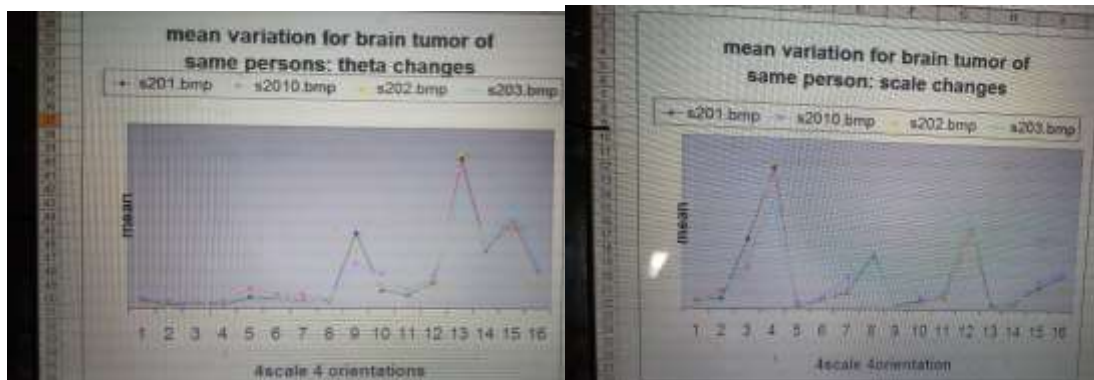 mean variation for brain tumor of
same persons: theta changes
s201.bmp s2010.bmp s202.bmp s203.bmp
mean
1 2 3 4 5 6 7 8 9 10 11 12 13 14 15 16
4scale 4 orientations
mean variation for brain tumor of
same person: scale changes
s201.bmp s2010.bmp s202.bmp s203.bmp
mean
1 2 3 4 5 6 7 8 9 10 11 12 13 14 15 16
4scale 4orientation